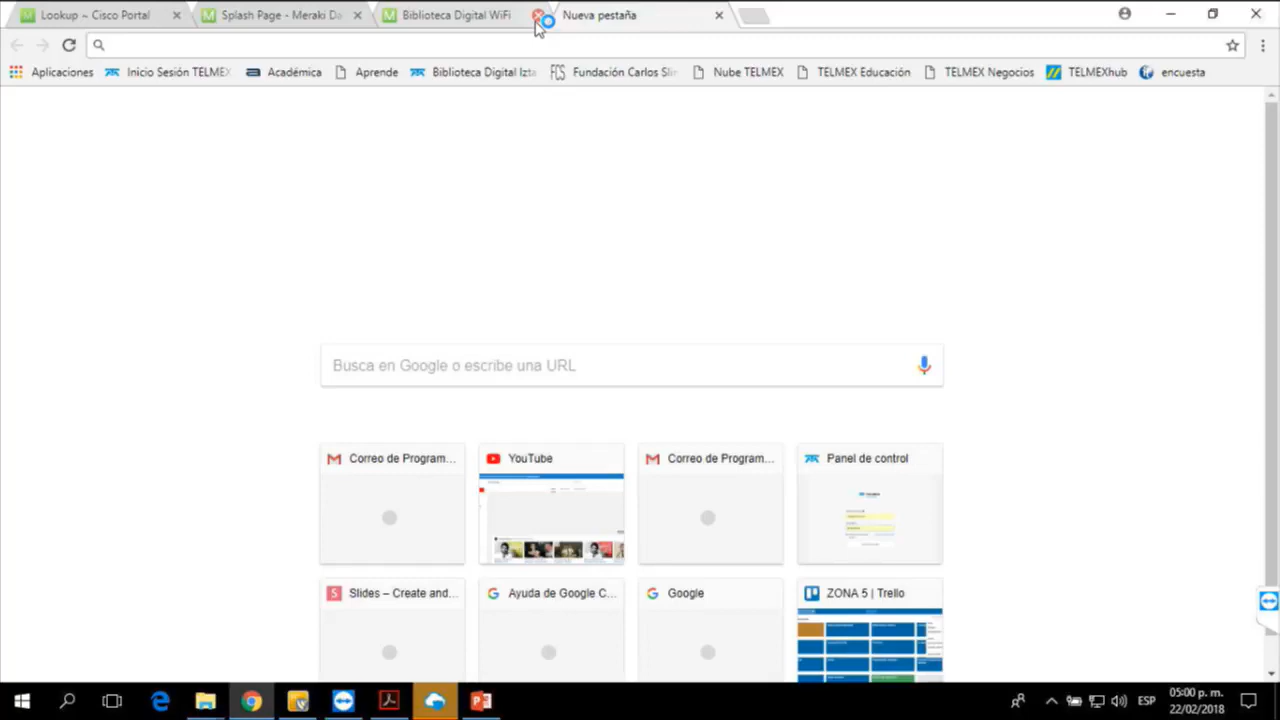 Lookup ~ Cisco Portal
Splash Page - Meraki Da
Biblioteca Digital WiFi
Nueva pestaña
Aplicaciones
Inicio Sesión TELMEX
Académica
Aprende
Biblioteca Digital Izta
Fundación Carlos Slim
Nube TELMEX
TELMEX Educación
TELMEX Negocios
TELMEXhub
encuesta
Busca en Google o escribe una URL
Correo de Program...
YouTube
Correo de Program...
Panel de control
Slides – Create and...
Ayuda de Google C...
Google
ZONA 5 | Trello
ESP
05:00 p. m.
22/02/2018